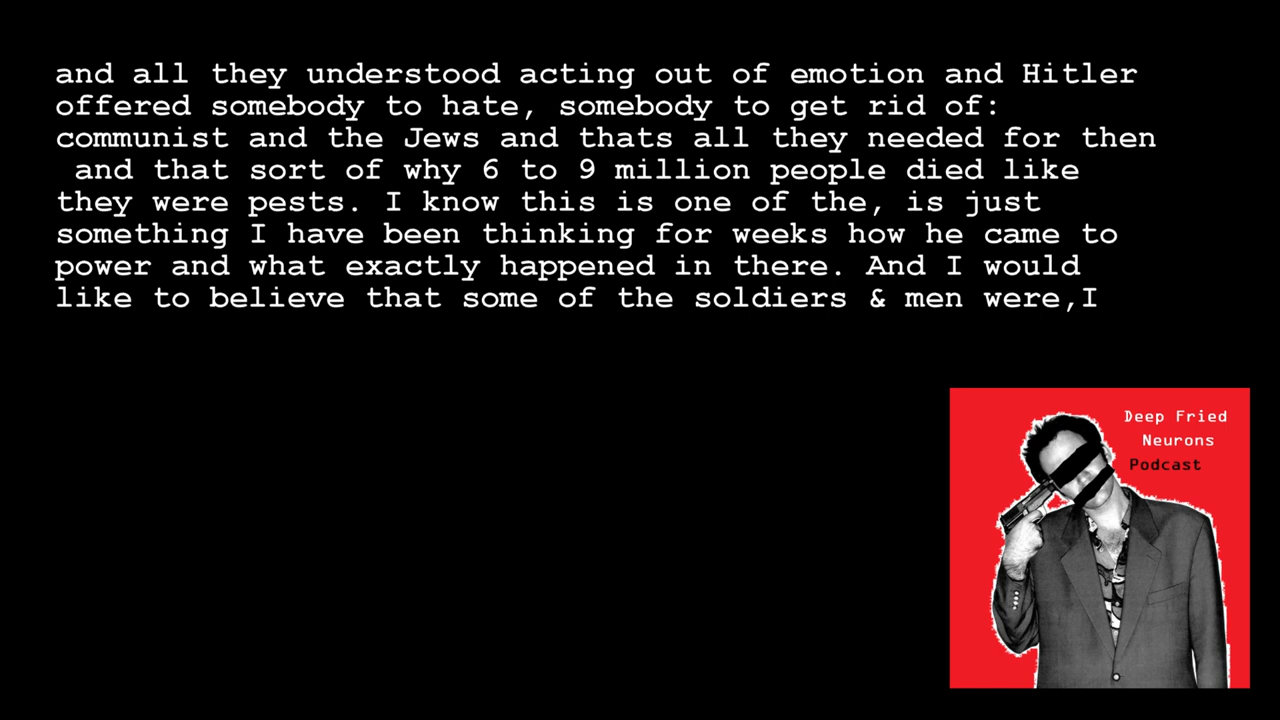 and all they understood acting out of emotion and Hitler
offered somebody to hate, somebody to get rid of:
communist and the Jews and thats all they needed for then
and that sort of why 6 to 9 million people died like
they were pests. I know this is one of the, is just
something I have been thinking for weeks how he came to
power and what exactly happened in there. And I would
like to believe that some of the soldiers & men were,I
Deep Fried
Neurons
Podcast